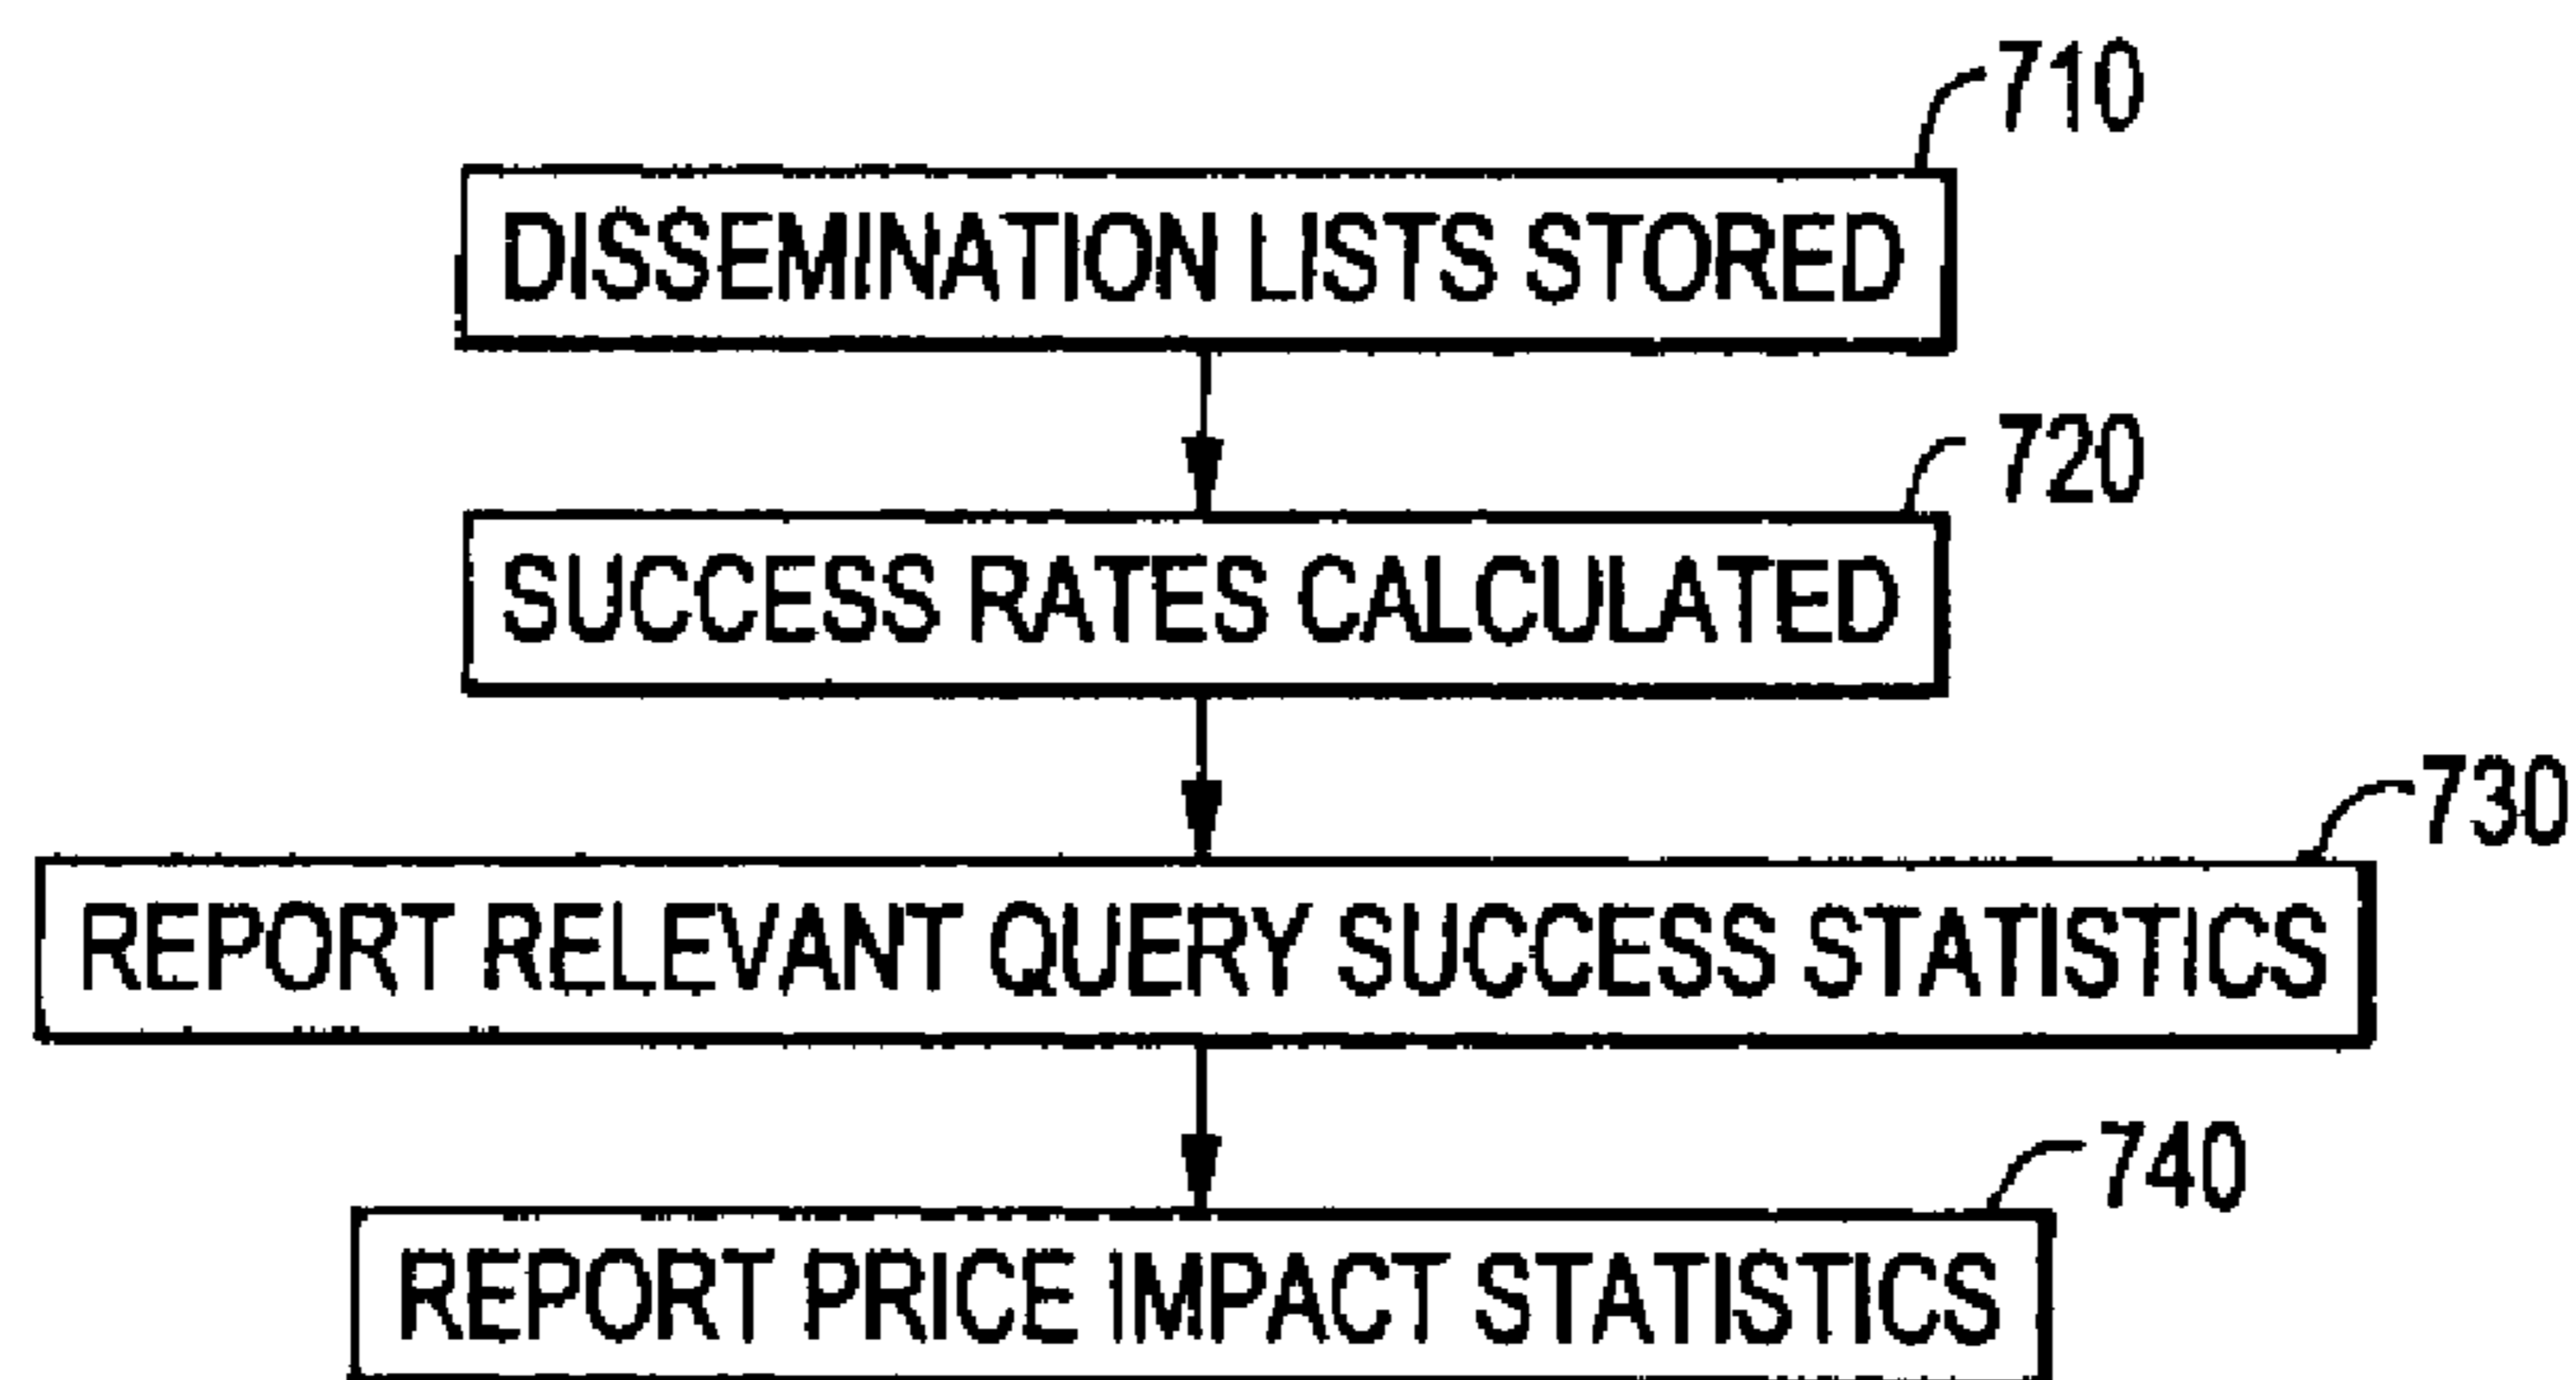 710
DISSEMINATION LISTS STORED
720
SUCCESS RATES CALCULATED
730
REPORT RELEVANT QUERY SUCCESS STATISTICS
740
REPORT PRICE IMPACT STATISTICS